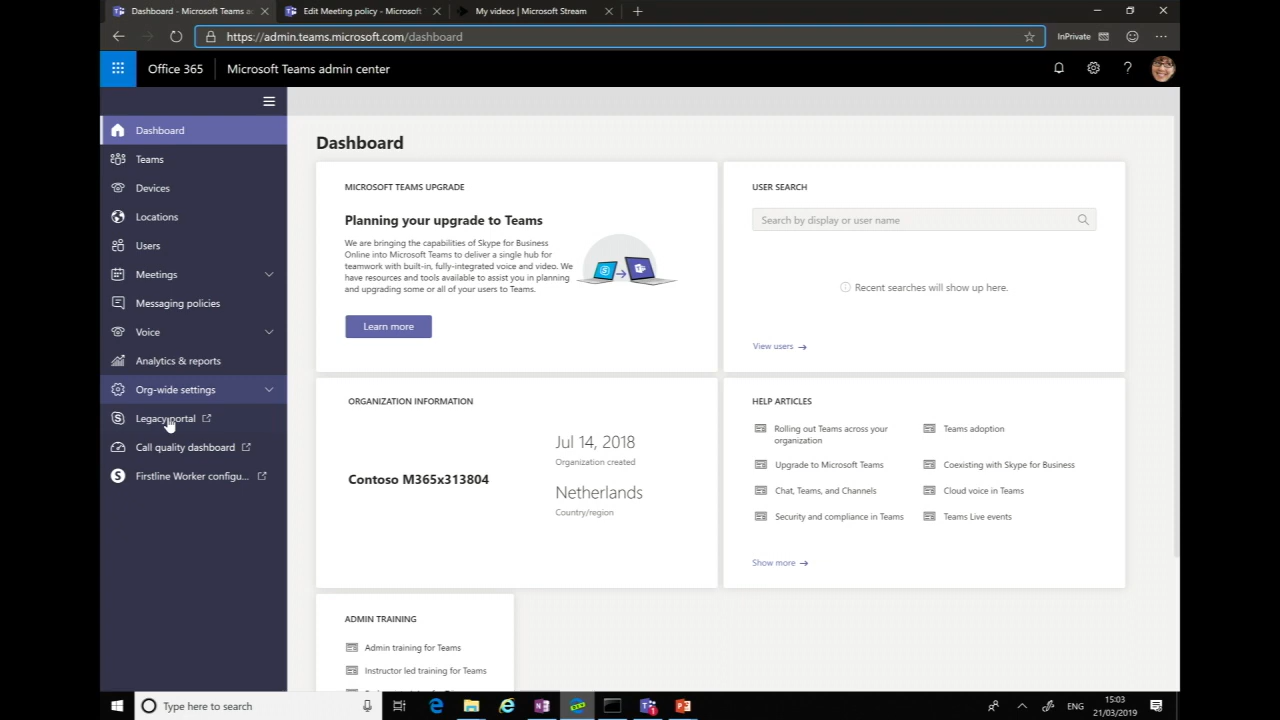 Dashboard - Microsoft Teams a
Edit Meeting policy - Microsoft
My videos | Microsoft Stream
https://admin.teams.microsoft.com/dashboard
InPrivate
Office 365
Microsoft Teams admin center
Dashboard
Teams
Devices
Locations
Users
Meetings
Messaging policies
Voice
Analytics & reports
Org-wide settings
Legacy portal
Call quality dashboard
Firstline Worker configu...
Dashboard
MICROSOFT TEAMS UPGRADE
Planning your upgrade to Teams
We are bringing the capabilities of Skype for Business
Online into Microsoft Teams to deliver a single hub for
teamwork with built-in, fully-integrated voice and video. We
have resources and tools available to assist you in planning
and upgrading some or all of your users to Teams.
Learn more
USER SEARCH
Search by display or user name
Recent searches will show up here.
View users
ORGANIZATION INFORMATION
Contoso M365x313804
Jul 14, 2018
Organization created
Netherlands
Country/region
HELP ARTICLES
Rolling out Teams across your
organization
Teams adoption
Upgrade to Microsoft Teams
Coexisting with Skype for Business
Chat, Teams, and Channels
Cloud voice in Teams
Security and compliance in Teams
Teams Live events
Show more
ADMIN TRAINING
Admin training for Teams
Instructor led training for Teams
Type here to search
ENG
15:03
21/03/2019